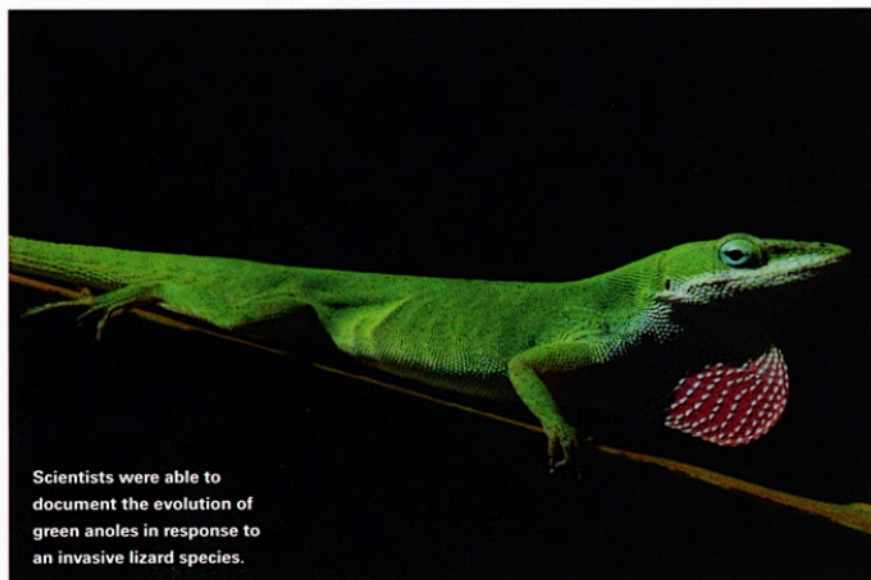 Scientists were able to
document the evolution of
green anoles in response to
an invasive lizard species.